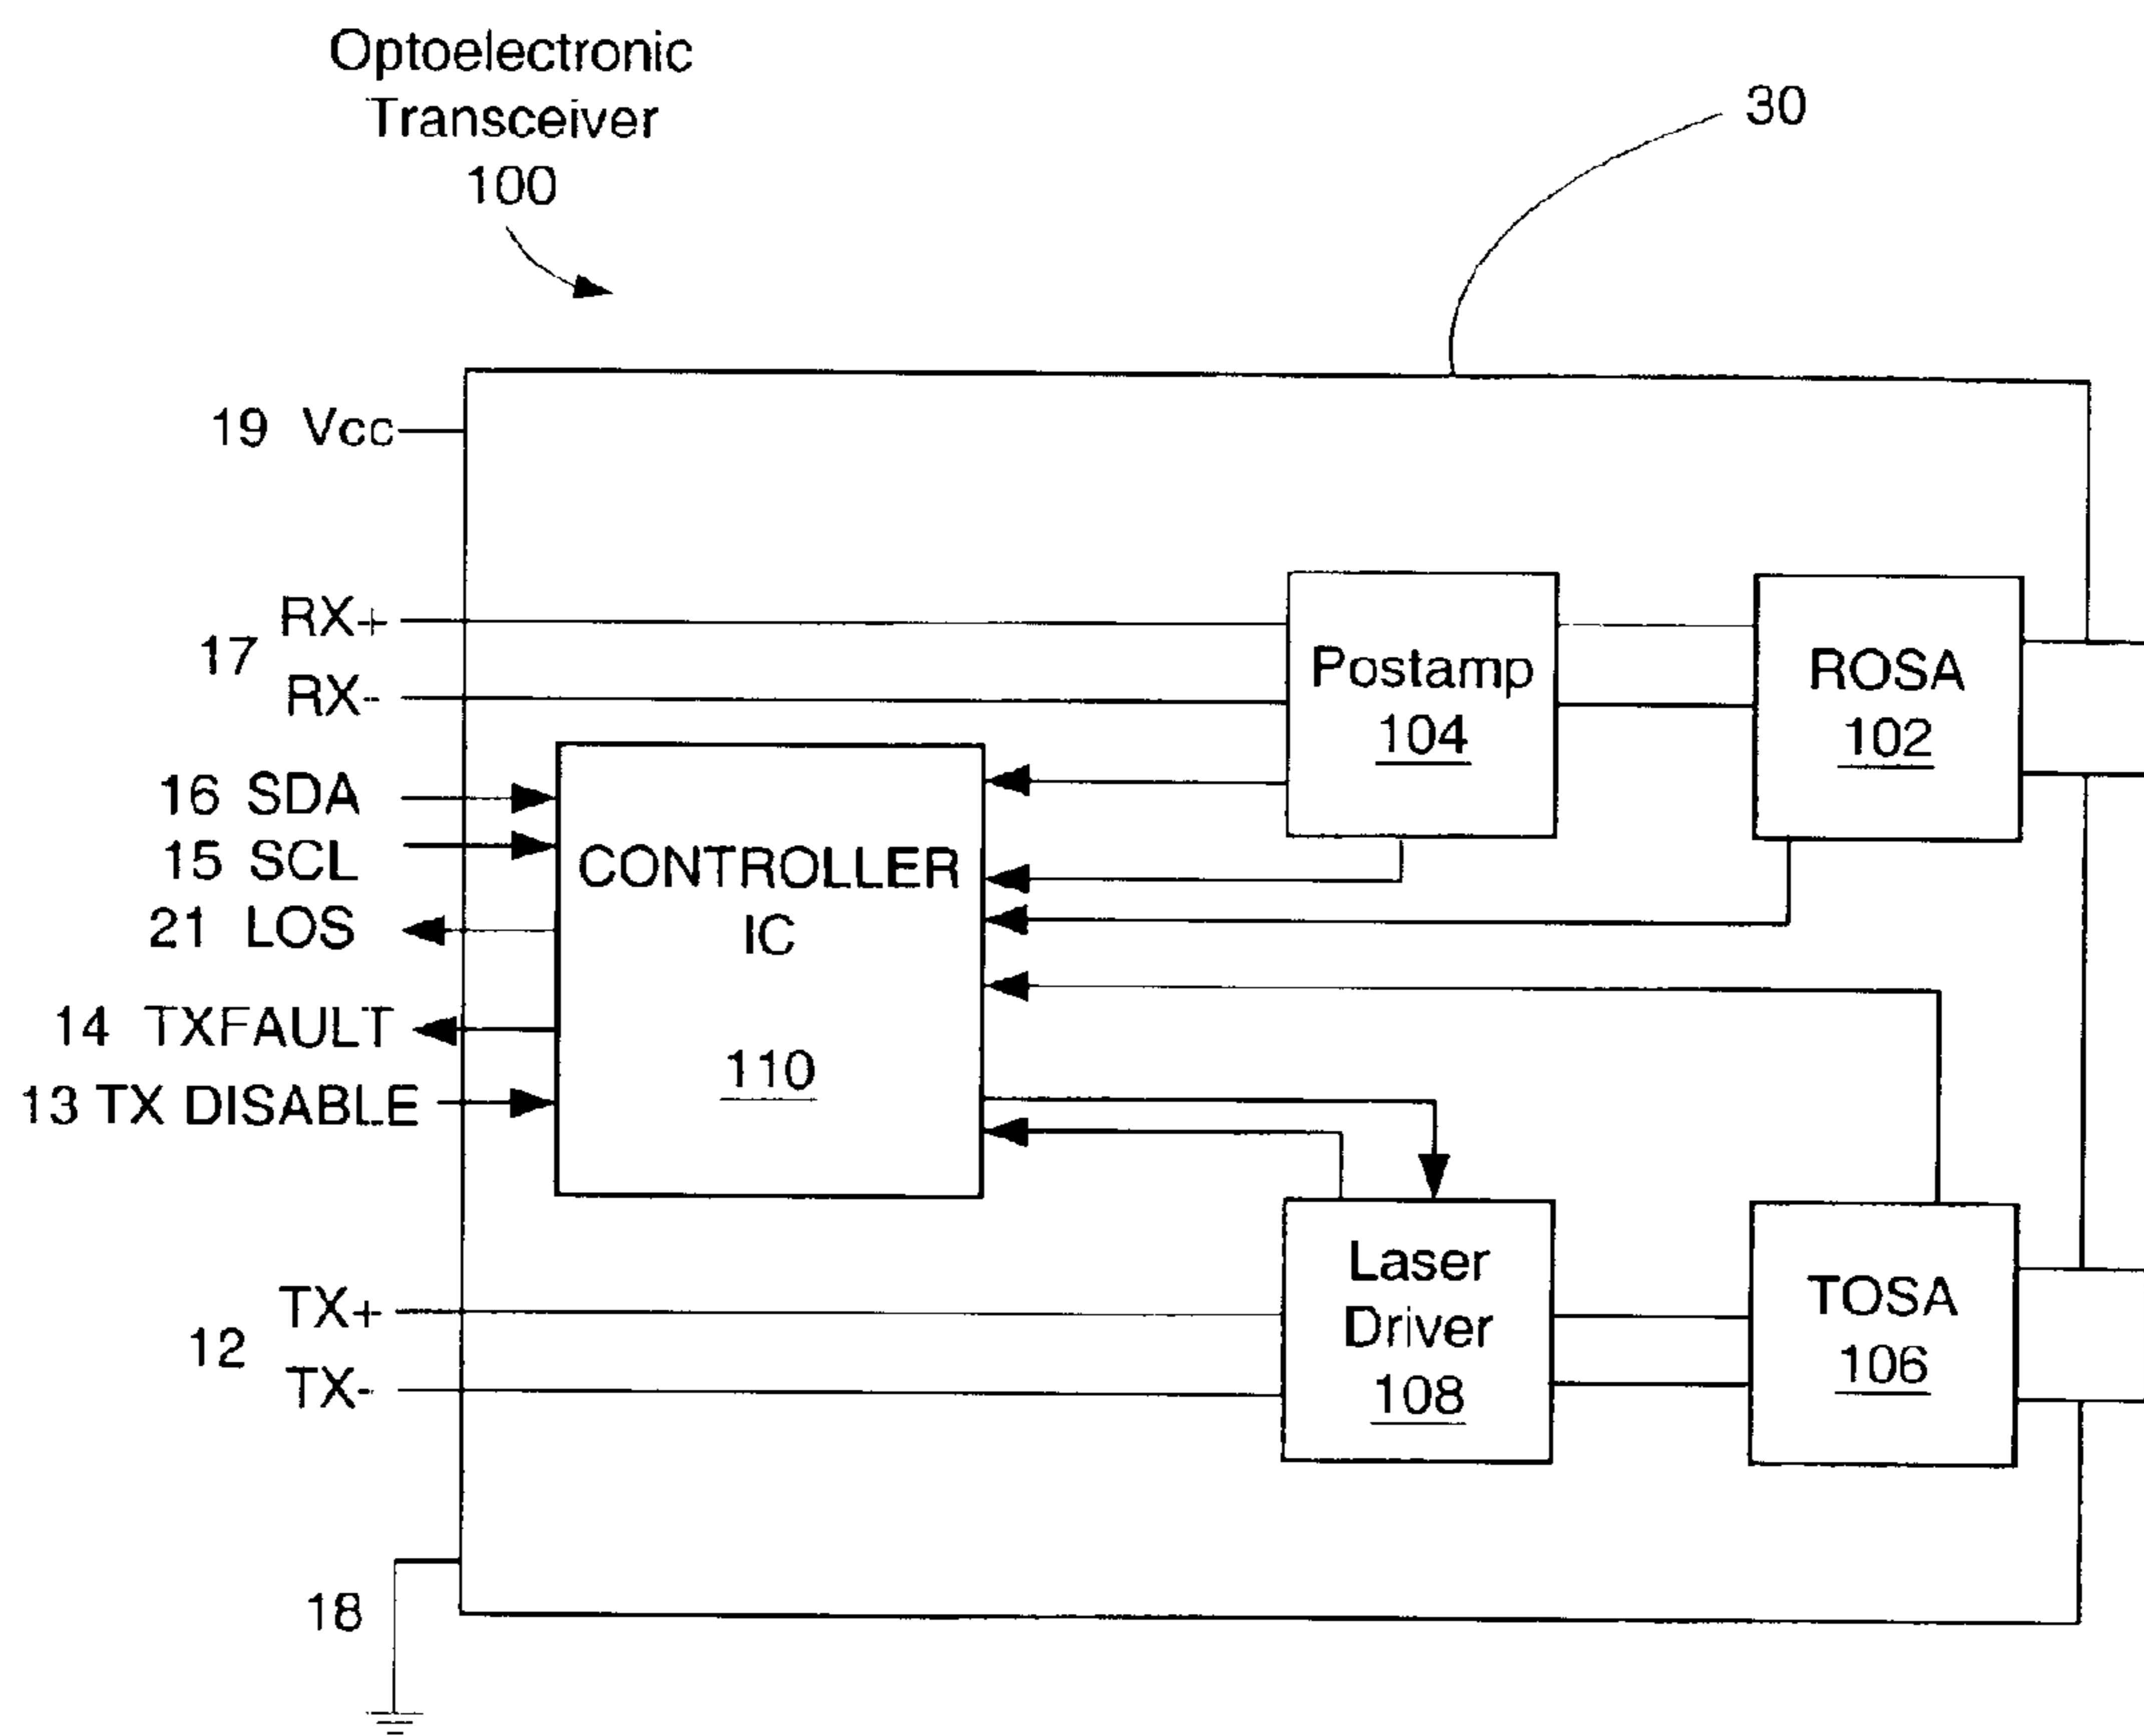 Optoelectronic
Transceiver
100
30
19 Vcc
RX+
17
RX-
Postamp
104
ROSA
102
16 SDA
15 SCL
21 LOS
14 TXFAULT
13 TX DISABLE
CONTROLLER
IC
110
TX+
12
TX-
Laser
Driver
108
TOSA
106
18